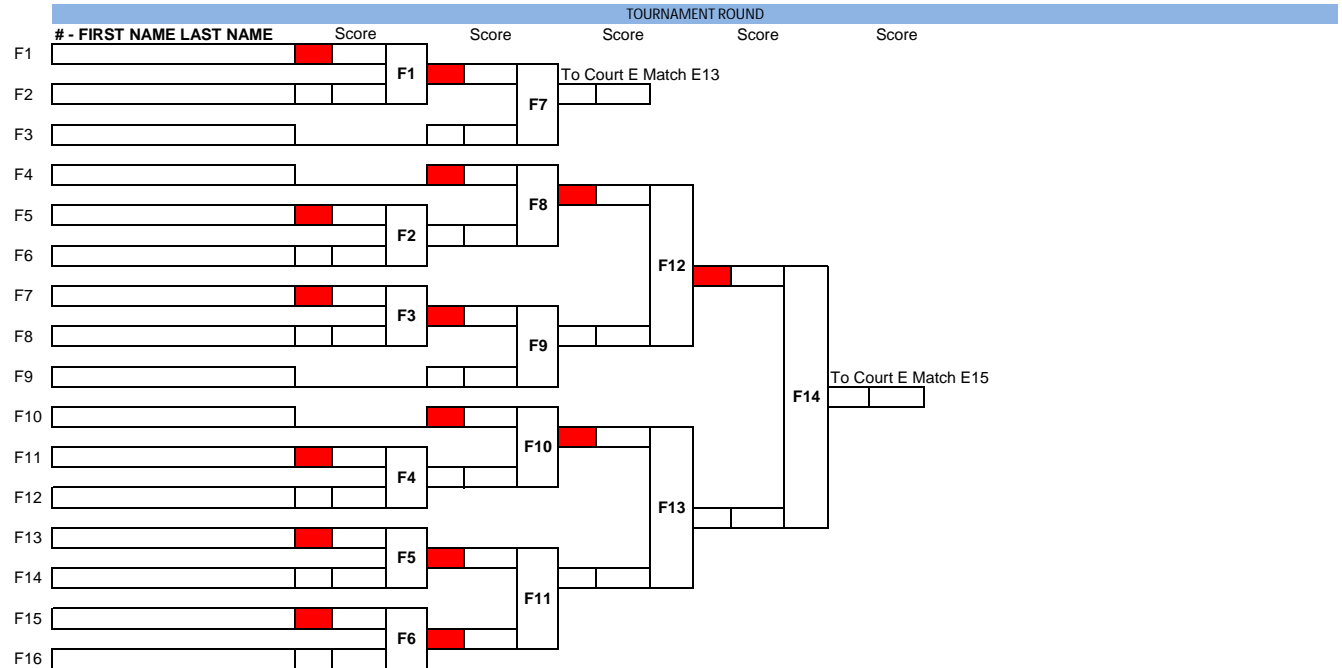 TOURNAMENT ROUND
# - FIRST NAME LAST NAME Score Score Score Score Score
F1
F1
To Court E Match E13
F2
F7
F3
F4
F8
F5
F2
F6
F12
F7
F3
F8
F9
F9
To Court E Match E15
F14
F10
F10
F11
F4
F12
F13
F13
F5
F14
F11
F15
F6
F16